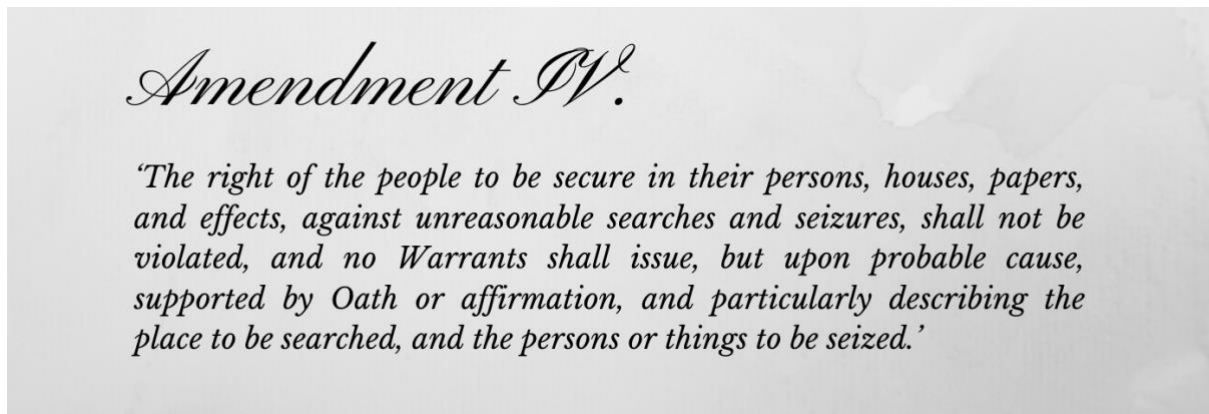 Amendment IV.
‘The right of the people to be secure in their persons, houses, papers,
and effects, against unreasonable searches and seizures, shall not be
violated, and no Warrants shall issue, but upon probable cause,
supported by Oath or affirmation, and particularly describing the
place to be searched, and the persons or things to be seized.’